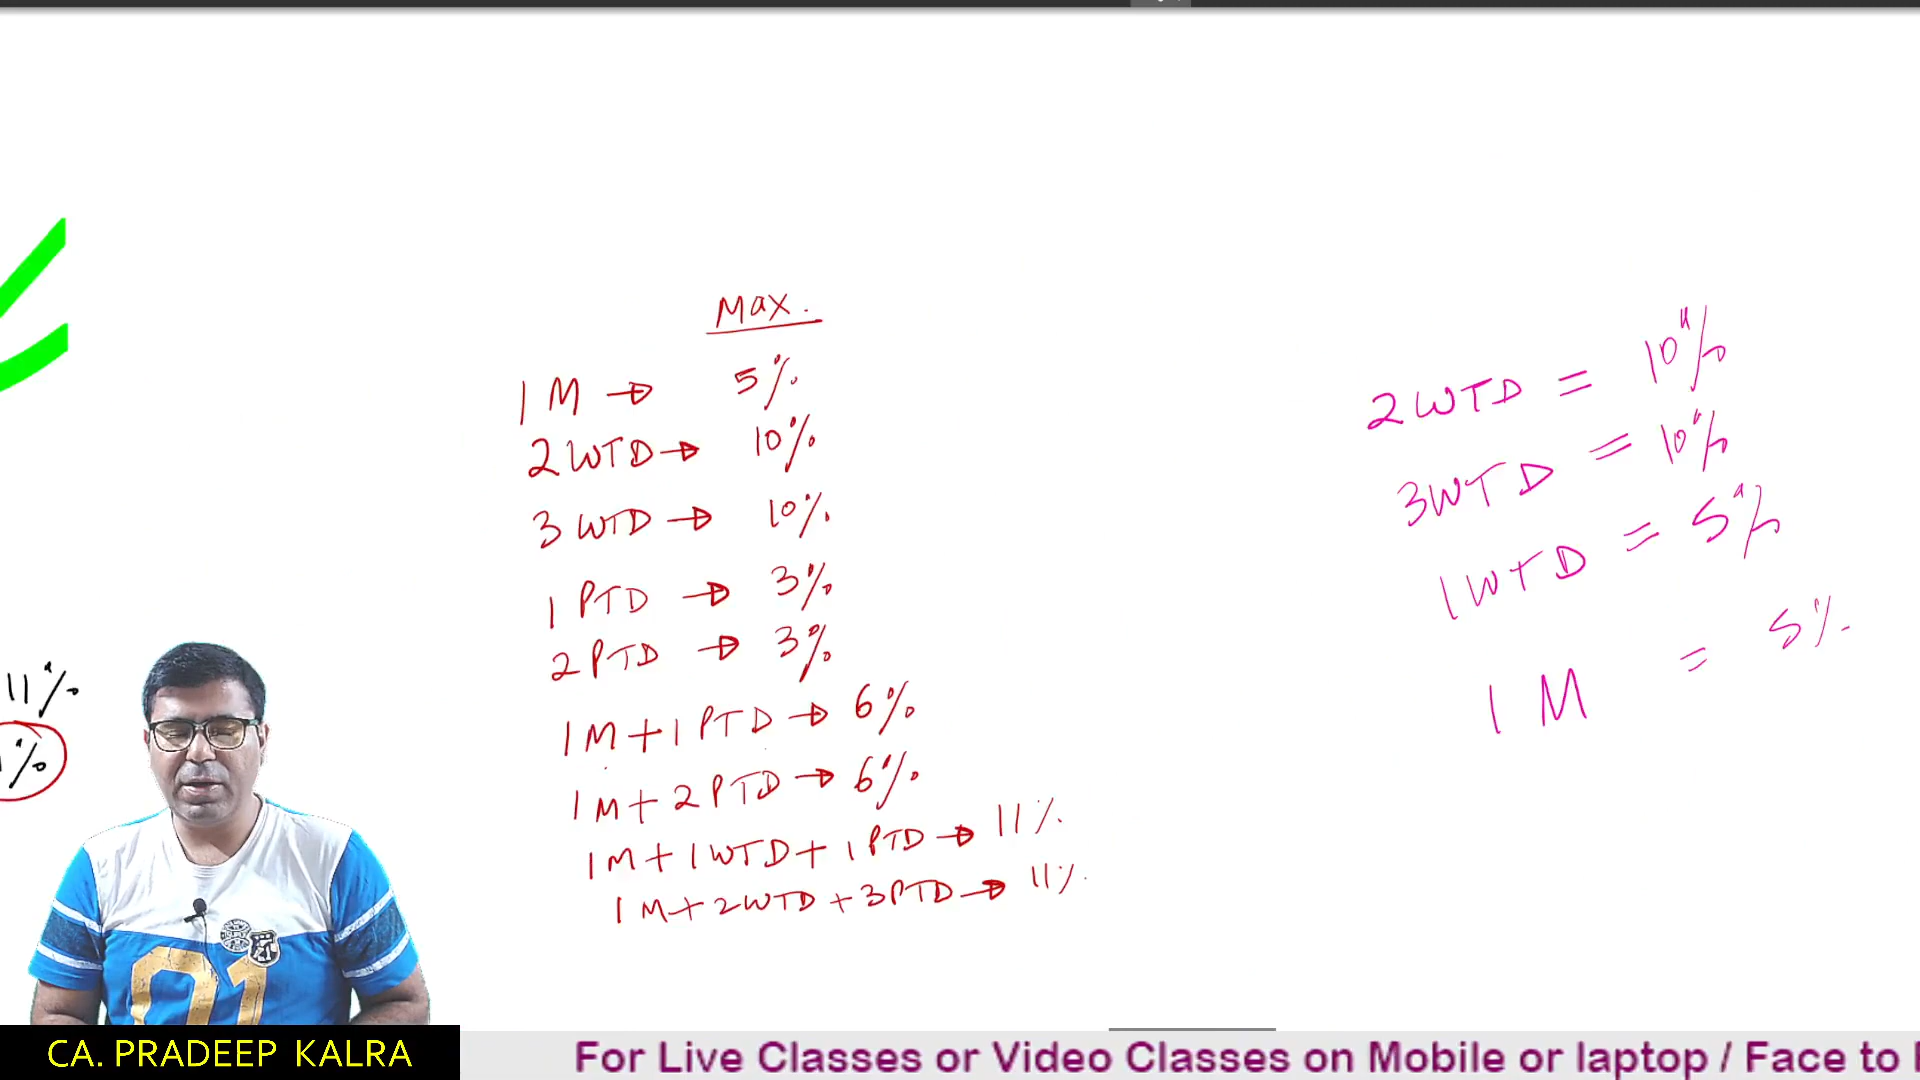 Max.
1 M → 5%
2 WTD → 10%
3 WTD → 10%
1 PTD → 3%
2 PTD → 3%
1 M + 1 PTD → 6%
1 M + 2 PTD → 6%
1 M + 1 WTD + 1 PTD → 11%
1 M + 2 WTD + 3 PTD → 11%
2 WTD = 10%
3 WTD = 10%
1 WTD = 5%
1 M = 5%
11%
%
CA. PRADEEP KALRA
For Live Classes or Video Classes on Mobile or laptop / Face to